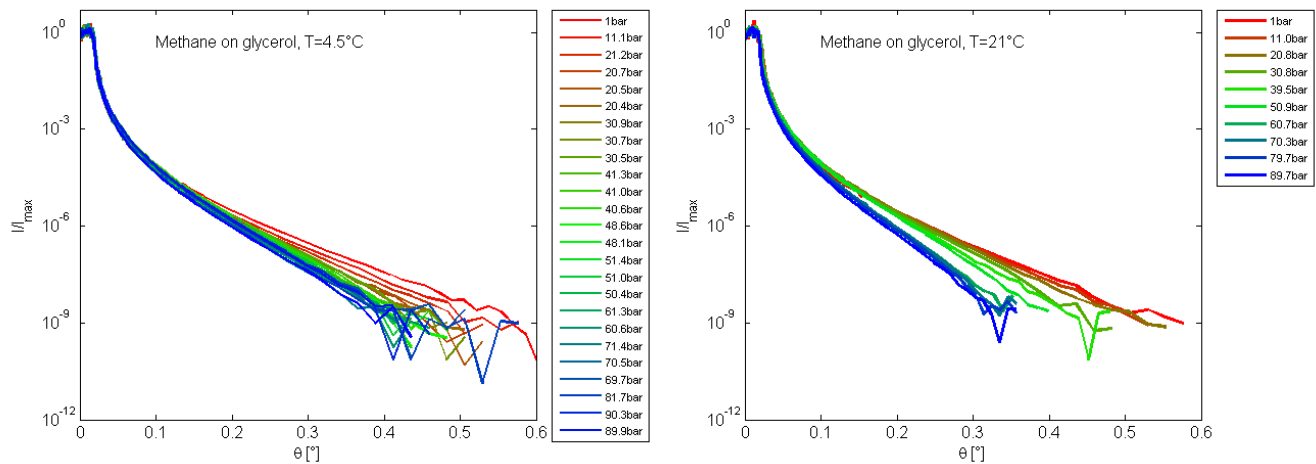 Methane on glycerol, T=4.5°C
I/I_max
10^0
10^-3
10^-6
10^-9
10^-12
0
0.1
0.2
0.3
0.4
0.5
0.6
θ [°]
1bar
11.1bar
21.2bar
20.7bar
20.5bar
20.4bar
30.9bar
30.7bar
30.5bar
41.3bar
41.0bar
40.6bar
48.6bar
48.1bar
51.4bar
51.0bar
50.4bar
61.3bar
60.6bar
71.4bar
70.5bar
69.7bar
81.7bar
90.3bar
89.9bar
Methane on glycerol, T=21°C
I/I_max
10^0
10^-3
10^-6
10^-9
10^-12
0
0.1
0.2
0.3
0.4
0.5
0.6
θ [°]
1bar
11.0bar
20.8bar
30.8bar
39.5bar
50.9bar
60.7bar
70.3bar
79.7bar
89.7bar